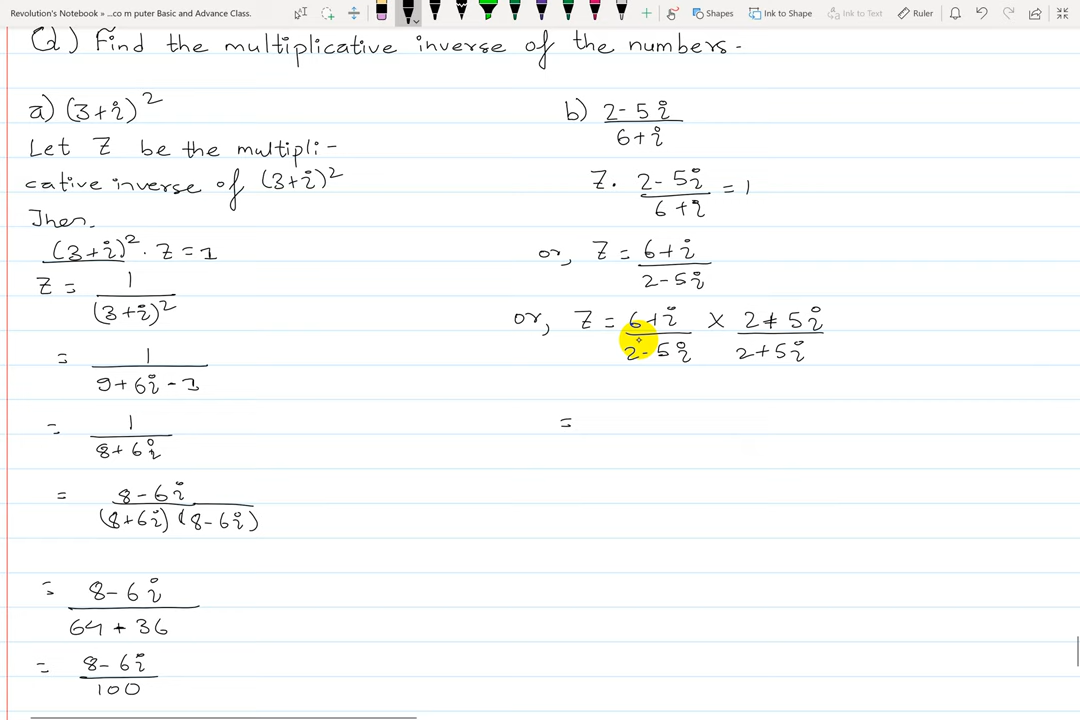 Revolution's Notebook » ...co m puter Basic and Advance Class.
Shapes
Ink to Shape
Ink to Text
Ruler
(2) Find the multiplicative inverse of the numbers.
a) (3+i)^2
Let Z be the multipli-
cative inverse of (3+i)^2
Then.
(3+i)^2 . Z = 1
Z = 1/(3+i)^2
= 1/(9+6i-1)
= 1/(8+6i)
= (8-6i)/((8+6i)(8-6i))
= (8-6i)/(64+36)
= (8-6i)/100
b) (2-5i)/(6+i)
Z. (2-5i)/(6+i) = 1
or, Z = (6+i)/(2-5i)
or, Z = (6+i)/(2-5i) × (2+5i)/(2+5i)
=